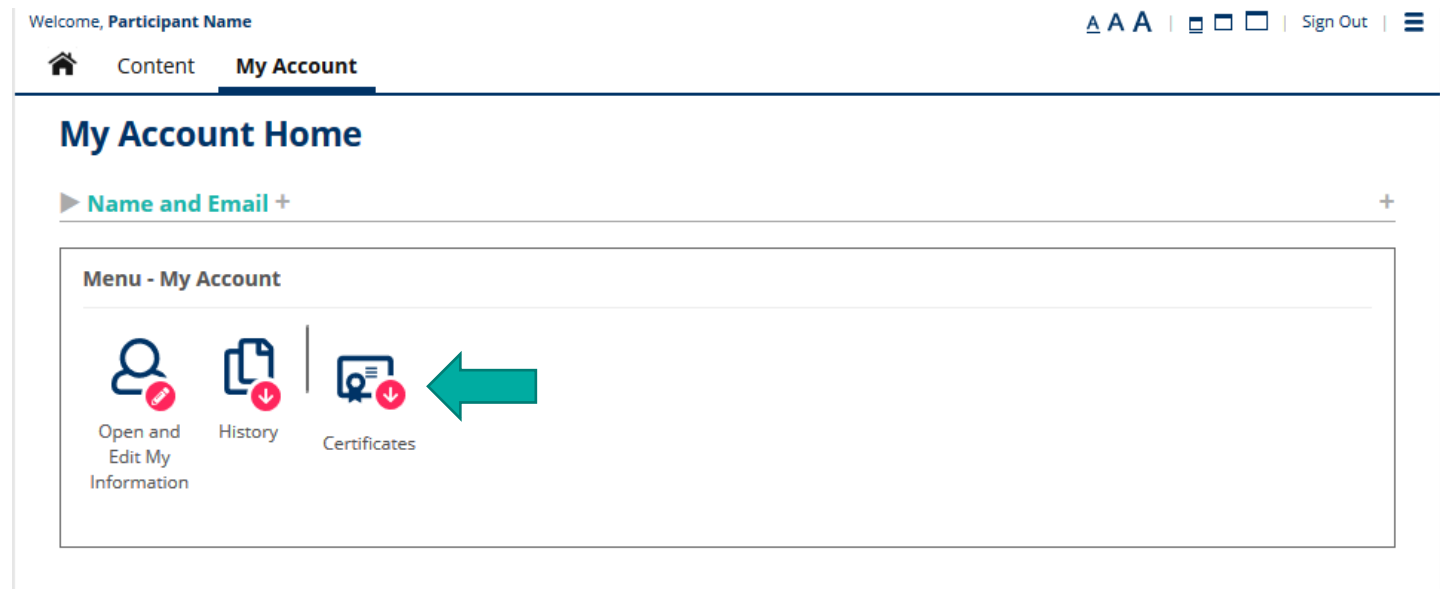 Welcome, Participant Name
A A A | | Sign Out |
Content My Account
My Account Home
Name and Email +
+
Menu - My Account
Open and
Edit My
Information
History
Certificates